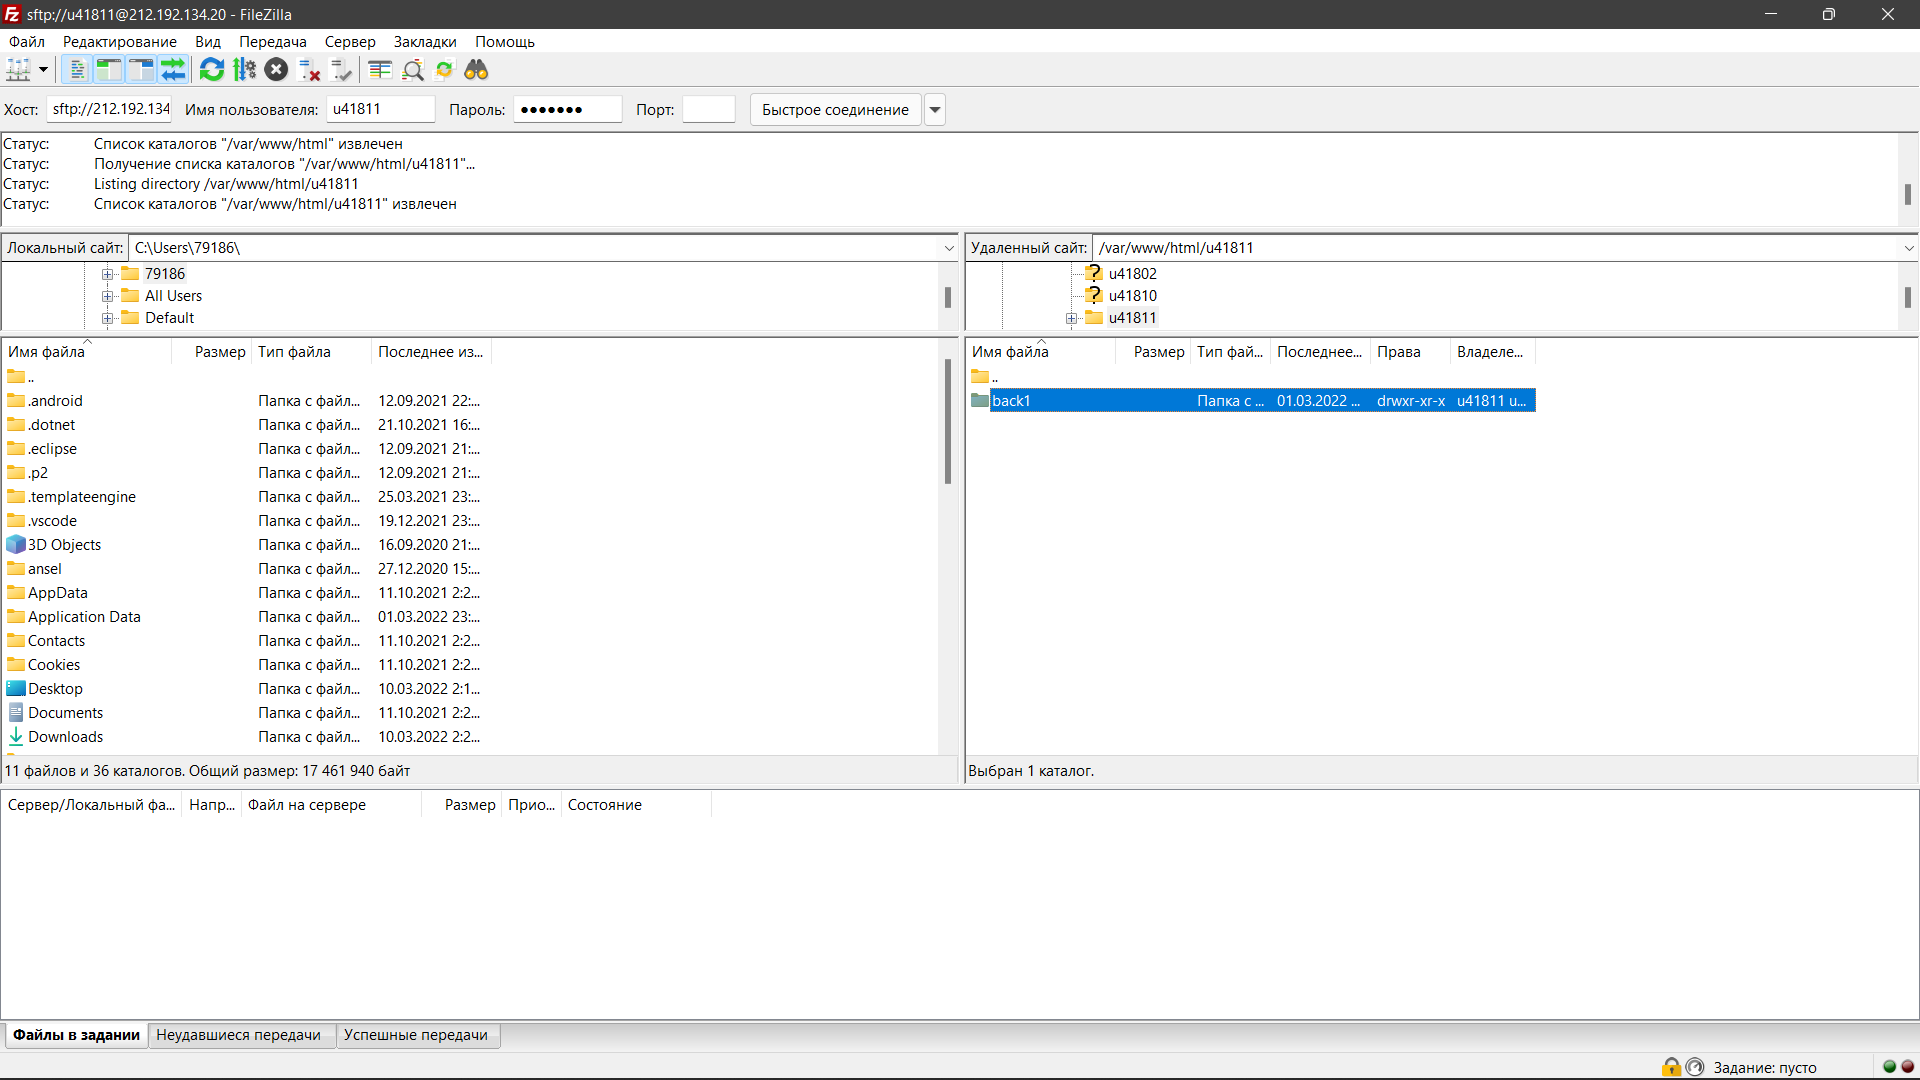 sftp://u41811@212.192.134.20 - FileZilla
Файл Редактирование Вид Передача Сервер Закладки Помощь
Хост: sftp://212.192.134 Имя пользователя: u41811 Пароль: ●●●●●●● Порт: Быстрое соединение
Статус: Список каталогов "/var/www/html" извлечен
Статус: Получение списка каталогов "/var/www/html/u41811"...
Статус: Listing directory /var/www/html/u41811
Статус: Список каталогов "/var/www/html/u41811" извлечен
Локальный сайт: C:\Users\79186\
79186
All Users
Default
Имя файла Размер Тип файла Последнее из...
..
.android Папка с файл... 12.09.2021 22:...
.dotnet Папка с файл... 21.10.2021 16:...
.eclipse Папка с файл... 12.09.2021 21:...
.p2 Папка с файл... 12.09.2021 21:...
.templateengine Папка с файл... 25.03.2021 23:...
.vscode Папка с файл... 19.12.2021 23:...
3D Objects Папка с файл... 16.09.2020 21:...
ansel Папка с файл... 27.12.2020 15:...
AppData Папка с файл... 11.10.2021 2:2...
Application Data Папка с файл... 01.03.2022 23:...
Contacts Папка с файл... 11.10.2021 2:2...
Cookies Папка с файл... 11.10.2021 2:2...
Desktop Папка с файл... 10.03.2022 2:1...
Documents Папка с файл... 11.10.2021 2:2...
Downloads Папка с файл... 10.03.2022 2:2...
11 файлов и 36 каталогов. Общий размер: 17 461 940 байт
Удаленный сайт: /var/www/html/u41811
u41802
u41810
u41811
Имя файла Размер Тип фай... Последнее... Права Владеле...
..
back1 Папка с ... 01.03.2022 ... drwxr-xr-x u41811 u...
Выбран 1 каталог.
Сервер/Локальный фа... Напр... Файл на сервере Размер Прио... Состояние
Файлы в задании Неудавшиеся передачи Успешные передачи
Задание: пусто